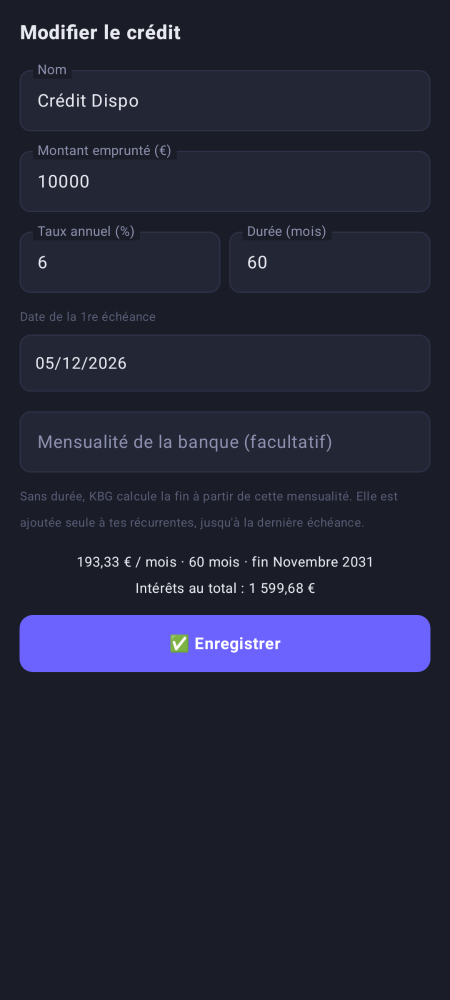 Modifier le crédit
Nom
Crédit Dispo
Montant emprunté (€)
10000
Taux annuel (%)
Durée (mois)
6
60
Date de la 1re échéance
05/12/2026
Mensualité de la banque (facultatif)
Sans durée, KBG calcule la fin à partir de cette mensualité. Elle est
ajoutée seule à tes récurrentes, jusqu'à la dernière échéance.
193,33 € / mois · 60 mois · fin Novembre 2031
Intérêts au total : 1 599,68 €
✅ Enregistrer